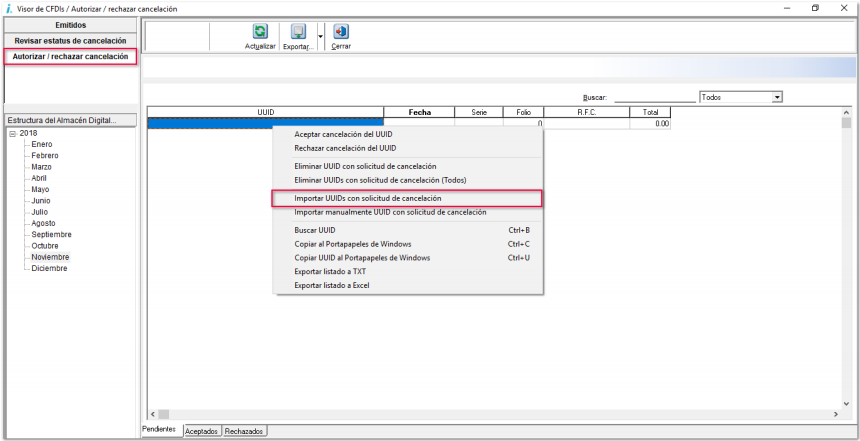 Visor de CFDIs / Autorizar / rechazar cancelación
Emitidos
Revisar estatus de cancelación
Autorizar / rechazar cancelación
Actualizar
Exportar..
Cerrar
Buscar:
Todos
Estructura del Almacén Digital...
2018
Enero
Febrero
Marzo
Abril
Mayo
Junio
Julio
Agosto
Septiembre
Octubre
Noviembre
Diciembre
UUID Fecha Serie Folio R.F.C. Total
0 0.00
Aceptar cancelación del UUID
Rechazar cancelación del UUID
Eliminar UUID con solicitud de cancelación
Eliminar UUIDs con solicitud de cancelación (Todos)
Importar UUIDs con solicitud de cancelación
Importar manualmente UUID con solicitud de cancelación
Buscar UUID Ctrl+B
Copiar al Portapapeles de Windows Ctrl+C
Copiar UUID al Portapapeles de Windows Ctrl+U
Exportar listado a TXT
Exportar listado a Excel
Pendientes Aceptados Rechazados